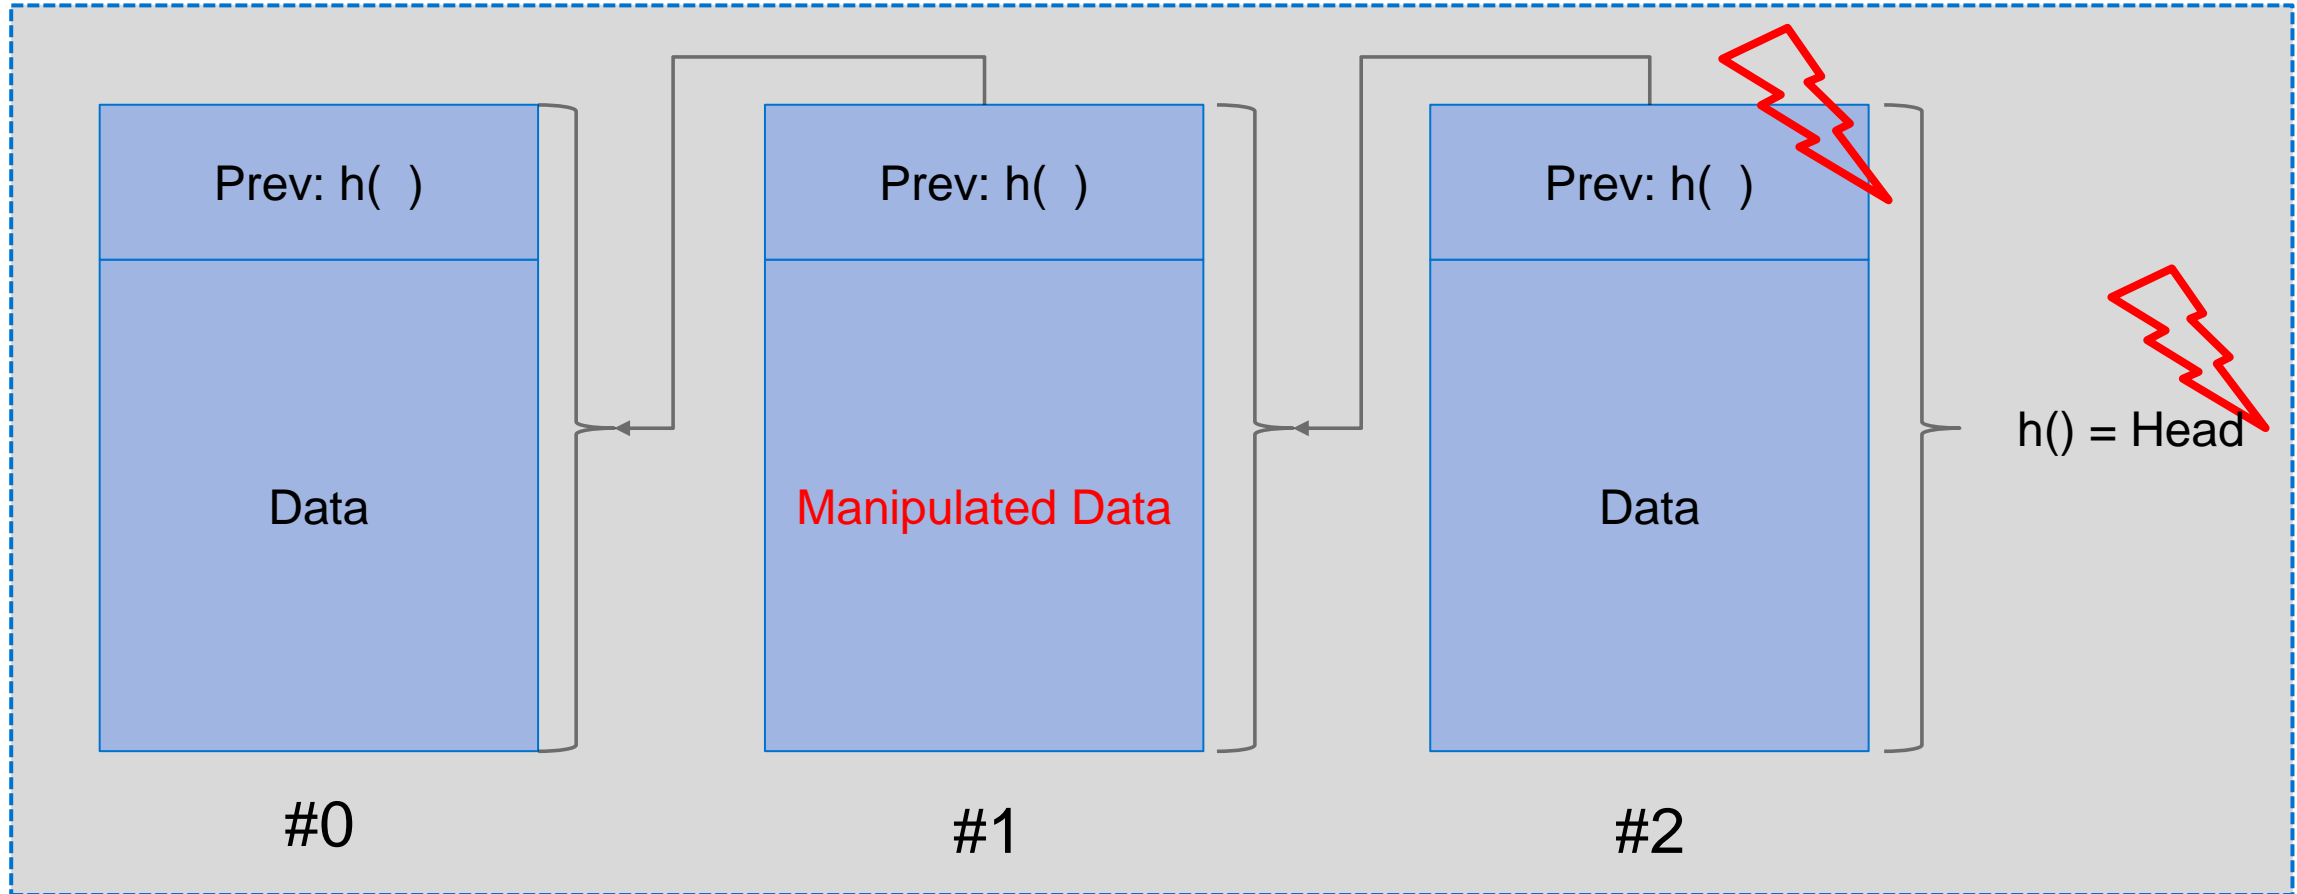 Prev: h(  )
Prev: h(  )
Prev: h(  )
h() = Head
Data
Manipulated Data
Data
#0
#1
#2